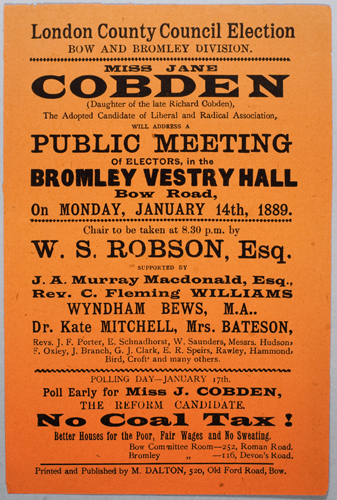 London County Council Election
BOW AND BROMLEY DIVISION.
MISS JANE
COBDEN
(Daughter of the late Richard Cobden),
The Adopted Candidate of Liberal and Radical Association,
WILL ADDRESS A
PUBLIC MEETING
Of ELECTORS, in the
BROMLEY VESTRY HALL
Bow Road,
On MONDAY, JANUARY 14th, 1889.
Chair to be taken at 8.30 p.m. by
W. S. ROBSON, Esq.
SUPPORTED BY
J. A. Murray Macdonald, Esq.,
Rev. C. Fleming WILLIAMS
WYNDHAM BEWS, M.A..
Dr. Kate MITCHELL, Mrs. BATESON,
Revs. J. F. Porter, E. Schnadhorst, W. Saunders, Messrs. Hudson,
F. Oxley, J. Branch, G. J. Clark, E. R. Speirs, Rawley, Hammond,
Bird, Croft and many others.
POLLING DAY—JANUARY 17th.
Poll Early for Miss J. COBDEN,
THE REFORM CANDIDATE.
No Coal Tax!
Better Houses for the Poor, Fair Wages and No Sweating.
Bow Committee Room—252, Roman Road.
Bromley „ —116, Devon's Road.
Printed and Published by M. DALTON, 520, Old Ford Road, Bow.